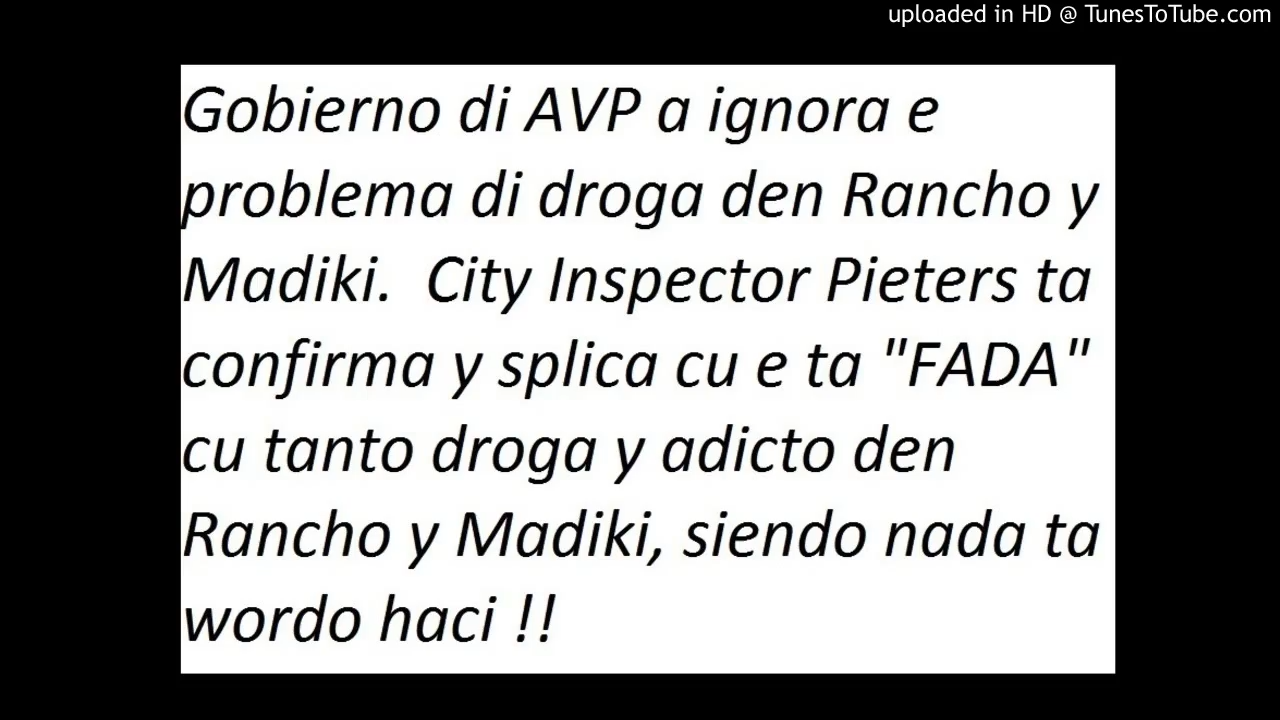 uploaded in HD @ TunesToTube.com
Gobierno di AVP a ignora e
problema di droga den Rancho y
Madiki.  City Inspector Pieters ta
confirma y splica cu e ta "FADA"
cu tanto droga y adicto den
Rancho y Madiki, siendo nada ta
wordo haci !!